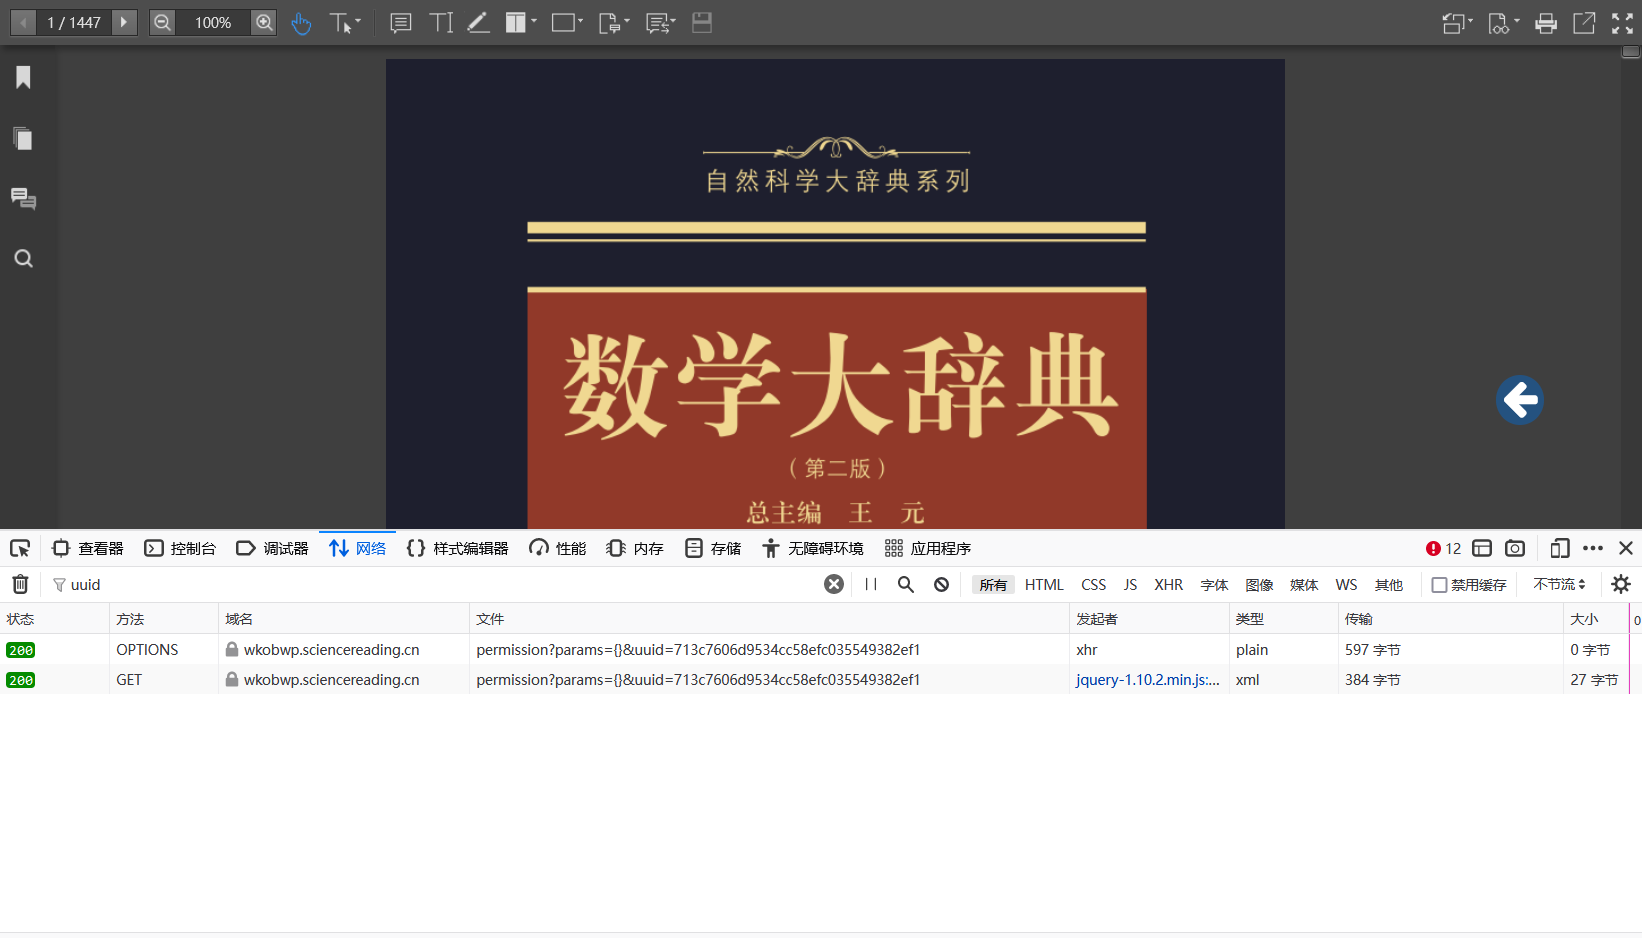 1 / 1447
100%
自然科学大辞典系列
数学大辞典
（第二版）
总主编 王 元
查看器 控制台 调试器 网络 样式编辑器 性能 内存 存储 无障碍环境 应用程序 12
uuid 所有 HTML CSS JS XHR 字体 图像 媒体 WS 其他 禁用缓存 不节流
状态 方法 域名 文件 发起者 类型 传输 大小 0
200 OPTIONS wkobwp.sciencereading.cn permission?params={}&uuid=713c7606d9534cc58efc035549382ef1 xhr plain 597 字节 0 字节
200 GET wkobwp.sciencereading.cn permission?params={}&uuid=713c7606d9534cc58efc035549382ef1 jquery-1.10.2.min.js:... xml 384 字节 27 字节